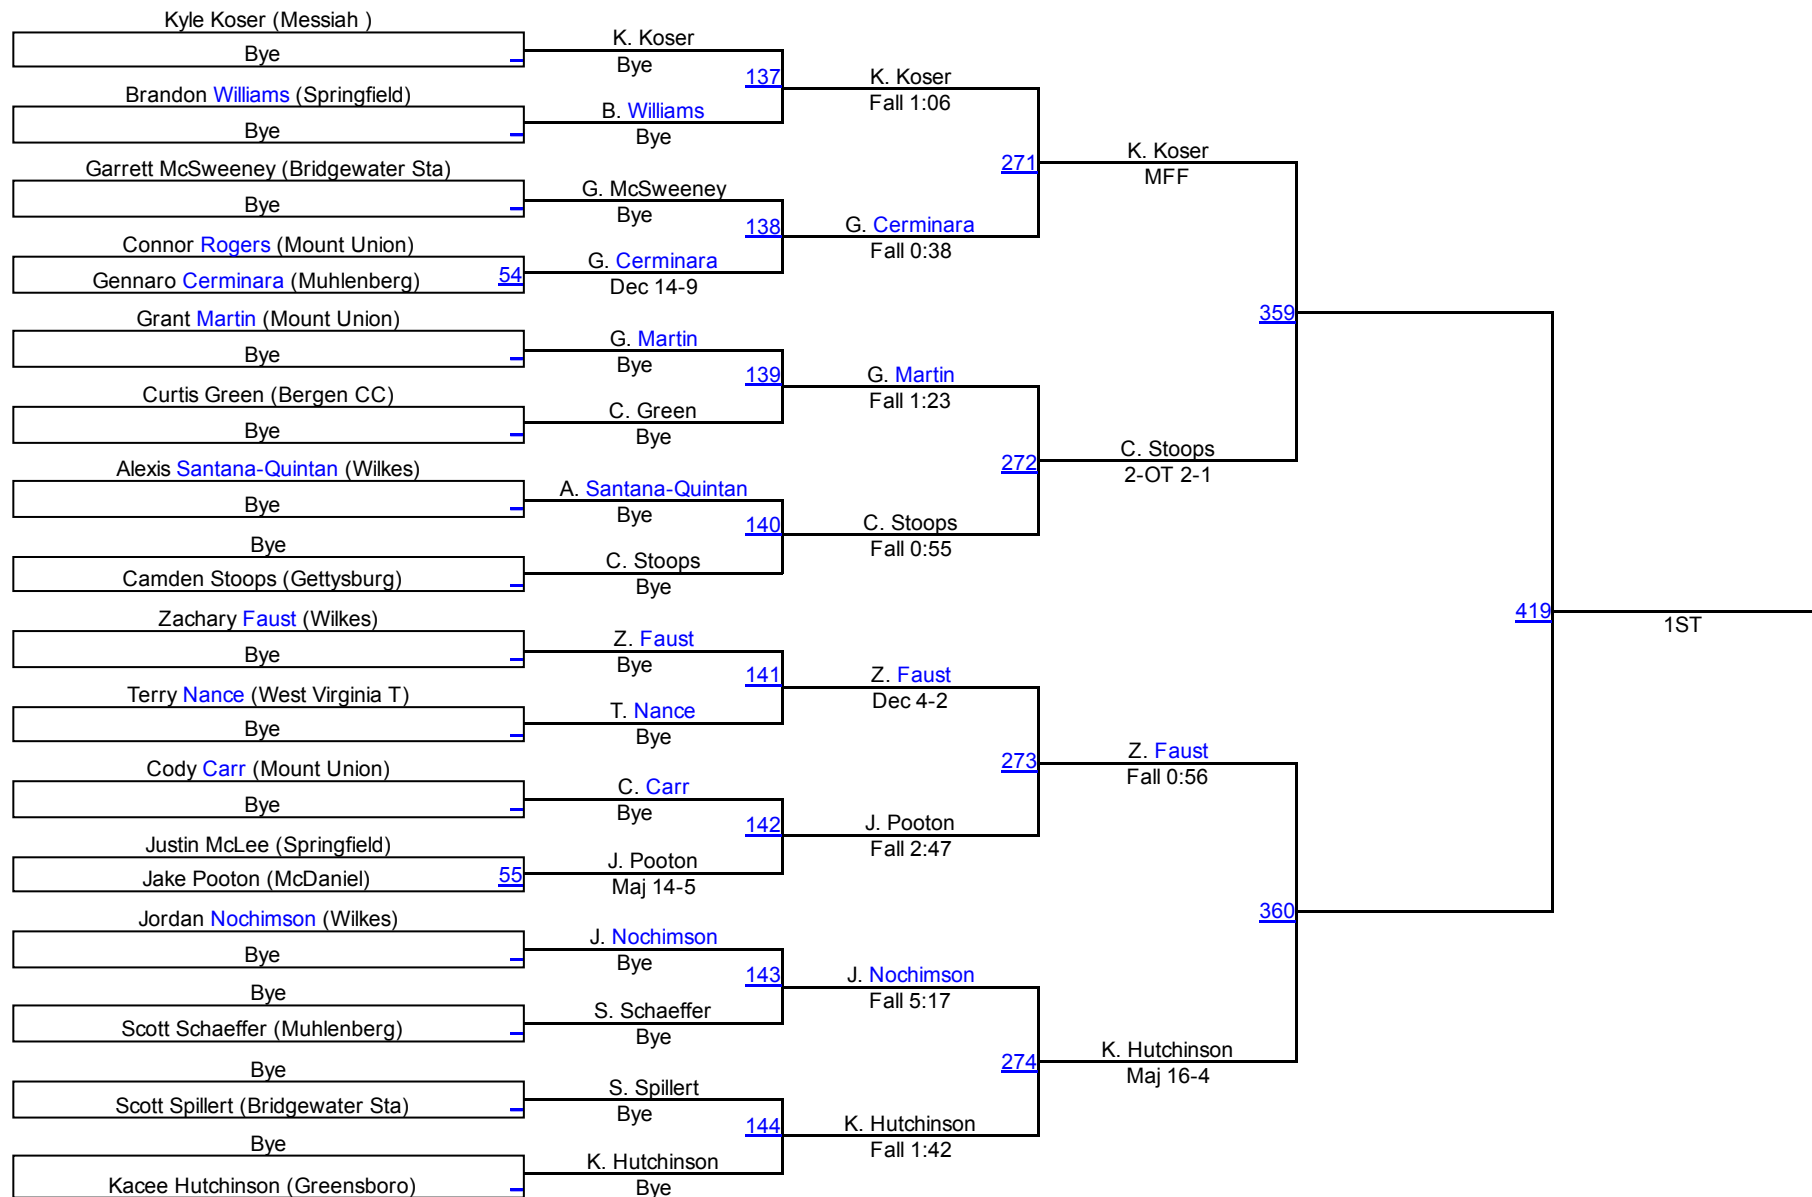 Kyle Koser (Messiah )
Bye
Brandon Williams (Springfield)
Bye
Garrett McSweeney (Bridgewater Sta)
Bye
Connor Rogers (Mount Union)
Gennaro Cerminara (Muhlenberg)
54
Grant Martin (Mount Union)
Bye
Curtis Green (Bergen CC)
Bye
Alexis Santana-Quintan (Wilkes)
Bye
Bye
Camden Stoops (Gettysburg)
Zachary Faust (Wilkes)
Bye
Terry Nance (West Virginia T)
Bye
Cody Carr (Mount Union)
Bye
Justin McLee (Springfield)
Jake Pooton (McDaniel)
55
Jordan Nochimson (Wilkes)
Bye
Bye
Scott Schaeffer (Muhlenberg)
Bye
Scott Spillert (Bridgewater Sta)
Bye
Kacee Hutchinson (Greensboro)
K. Koser
Bye
137
B. Williams
Bye
G. McSweeney
Bye
138
G. Cerminara
Dec 14-9
G. Martin
Bye
139
C. Green
Bye
A. Santana-Quintan
Bye
140
C. Stoops
Bye
Z. Faust
Bye
141
T. Nance
Bye
C. Carr
Bye
142
J. Pooton
Maj 14-5
J. Nochimson
Bye
143
S. Schaeffer
Bye
S. Spillert
Bye
144
K. Hutchinson
Bye
K. Koser
Fall 1:06
271
G. Cerminara
Fall 0:38
G. Martin
Fall 1:23
272
C. Stoops
Fall 0:55
Z. Faust
Dec 4-2
273
J. Pooton
Fall 2:47
J. Nochimson
Fall 5:17
274
K. Hutchinson
Fall 1:42
K. Koser
MFF
359
C. Stoops
2-OT 2-1
Z. Faust
Fall 0:56
360
K. Hutchinson
Maj 16-4
419
1ST